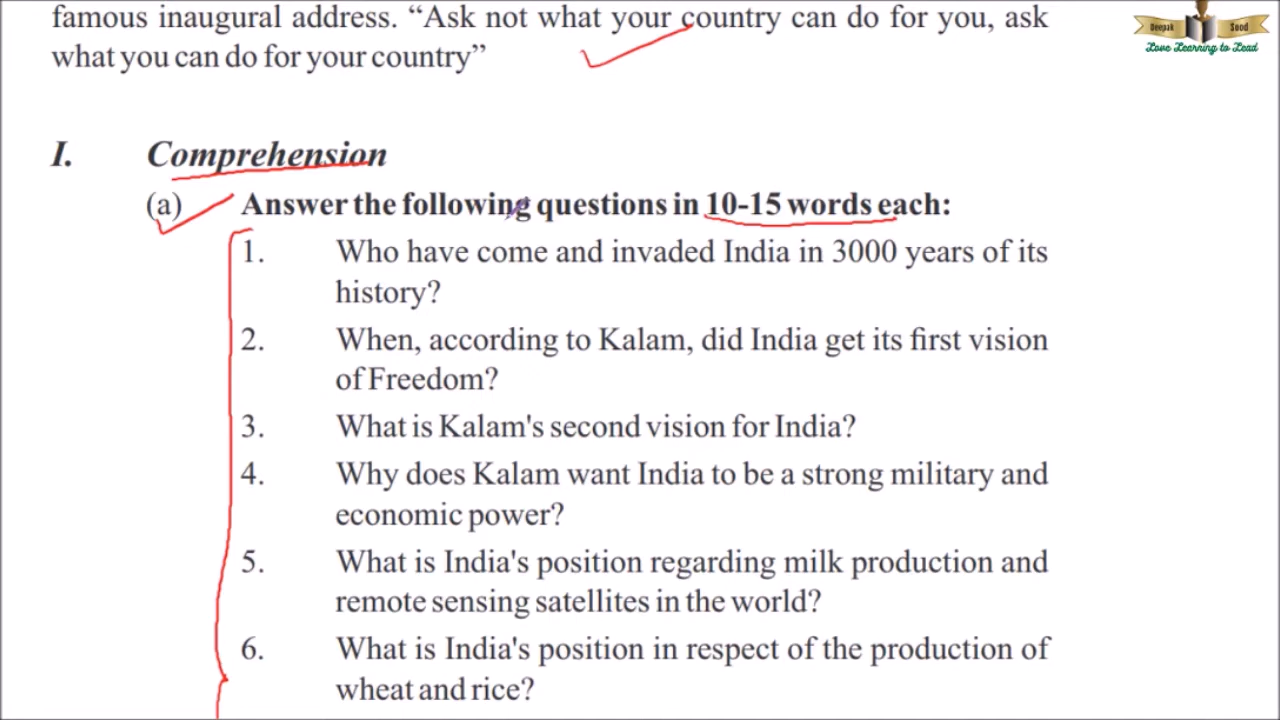 famous inaugural address. “Ask not what your country can do for you, ask
what you can do for your country”
Deepak Sood
Love Learning to Lead
I. Comprehension
(a) Answer the following questions in 10-15 words each:
1. Who have come and invaded India in 3000 years of its
history?
2. When, according to Kalam, did India get its first vision
of Freedom?
3. What is Kalam's second vision for India?
4. Why does Kalam want India to be a strong military and
economic power?
5. What is India's position regarding milk production and
remote sensing satellites in the world?
6. What is India's position in respect of the production of
wheat and rice?